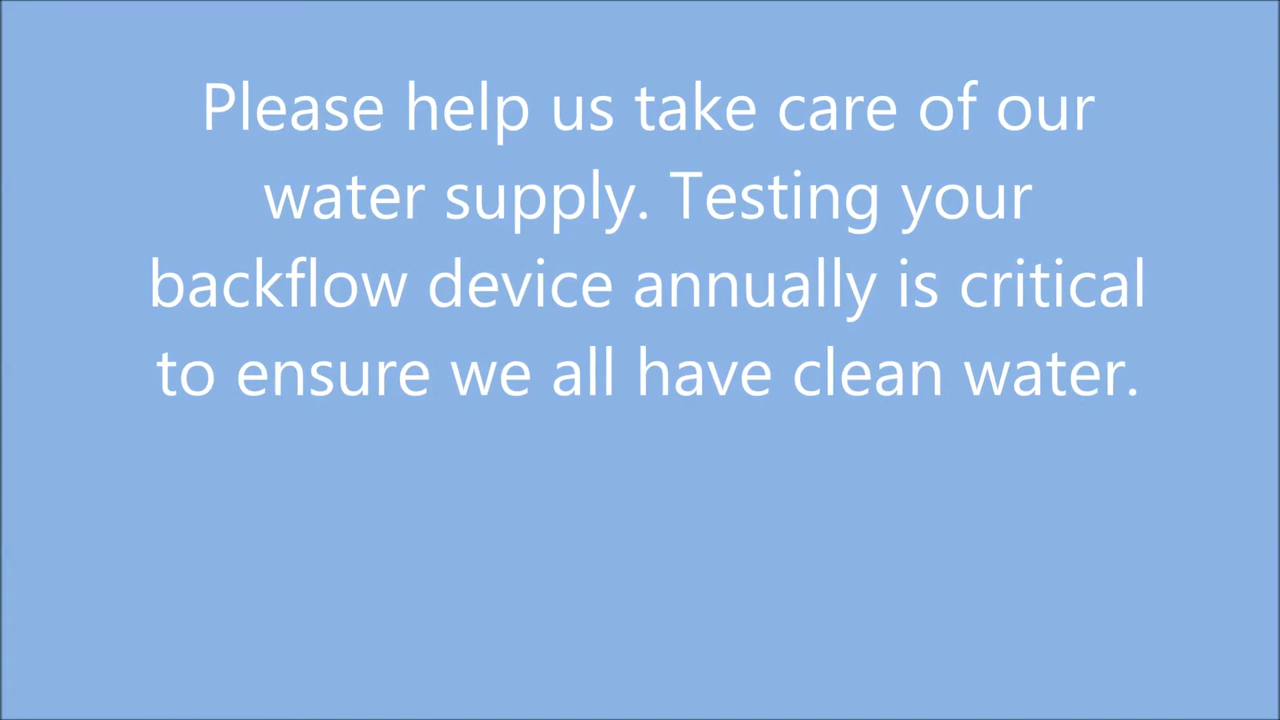 Please help us take care of our
water supply. Testing your
backflow device annually is critical
to ensure we all have clean water.